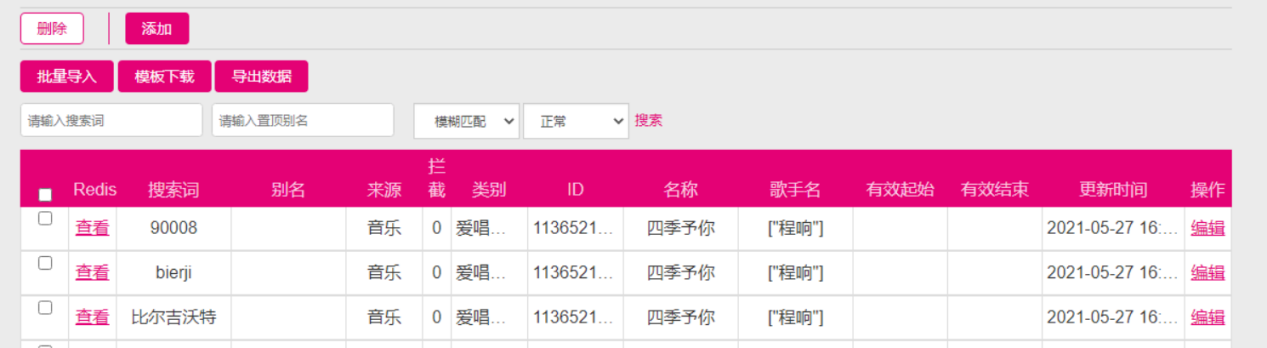 删除 添加
批量导入 模板下载 导出数据
请输入搜索词 请输入置顶别名 模糊匹配 正常 搜索
Redis 搜索词 别名 来源 拦截 类别 ID 名称 歌手名 有效起始 有效结束 更新时间 操作
查看 90008 音乐 0 爱唱... 1136521... 四季予你 ["程响"] 2021-05-27 16:... 编辑
查看 bierji 音乐 0 爱唱... 1136521... 四季予你 ["程响"] 2021-05-27 16:... 编辑
查看 比尔吉沃特 音乐 0 爱唱... 1136521... 四季予你 ["程响"] 2021-05-27 16:... 编辑